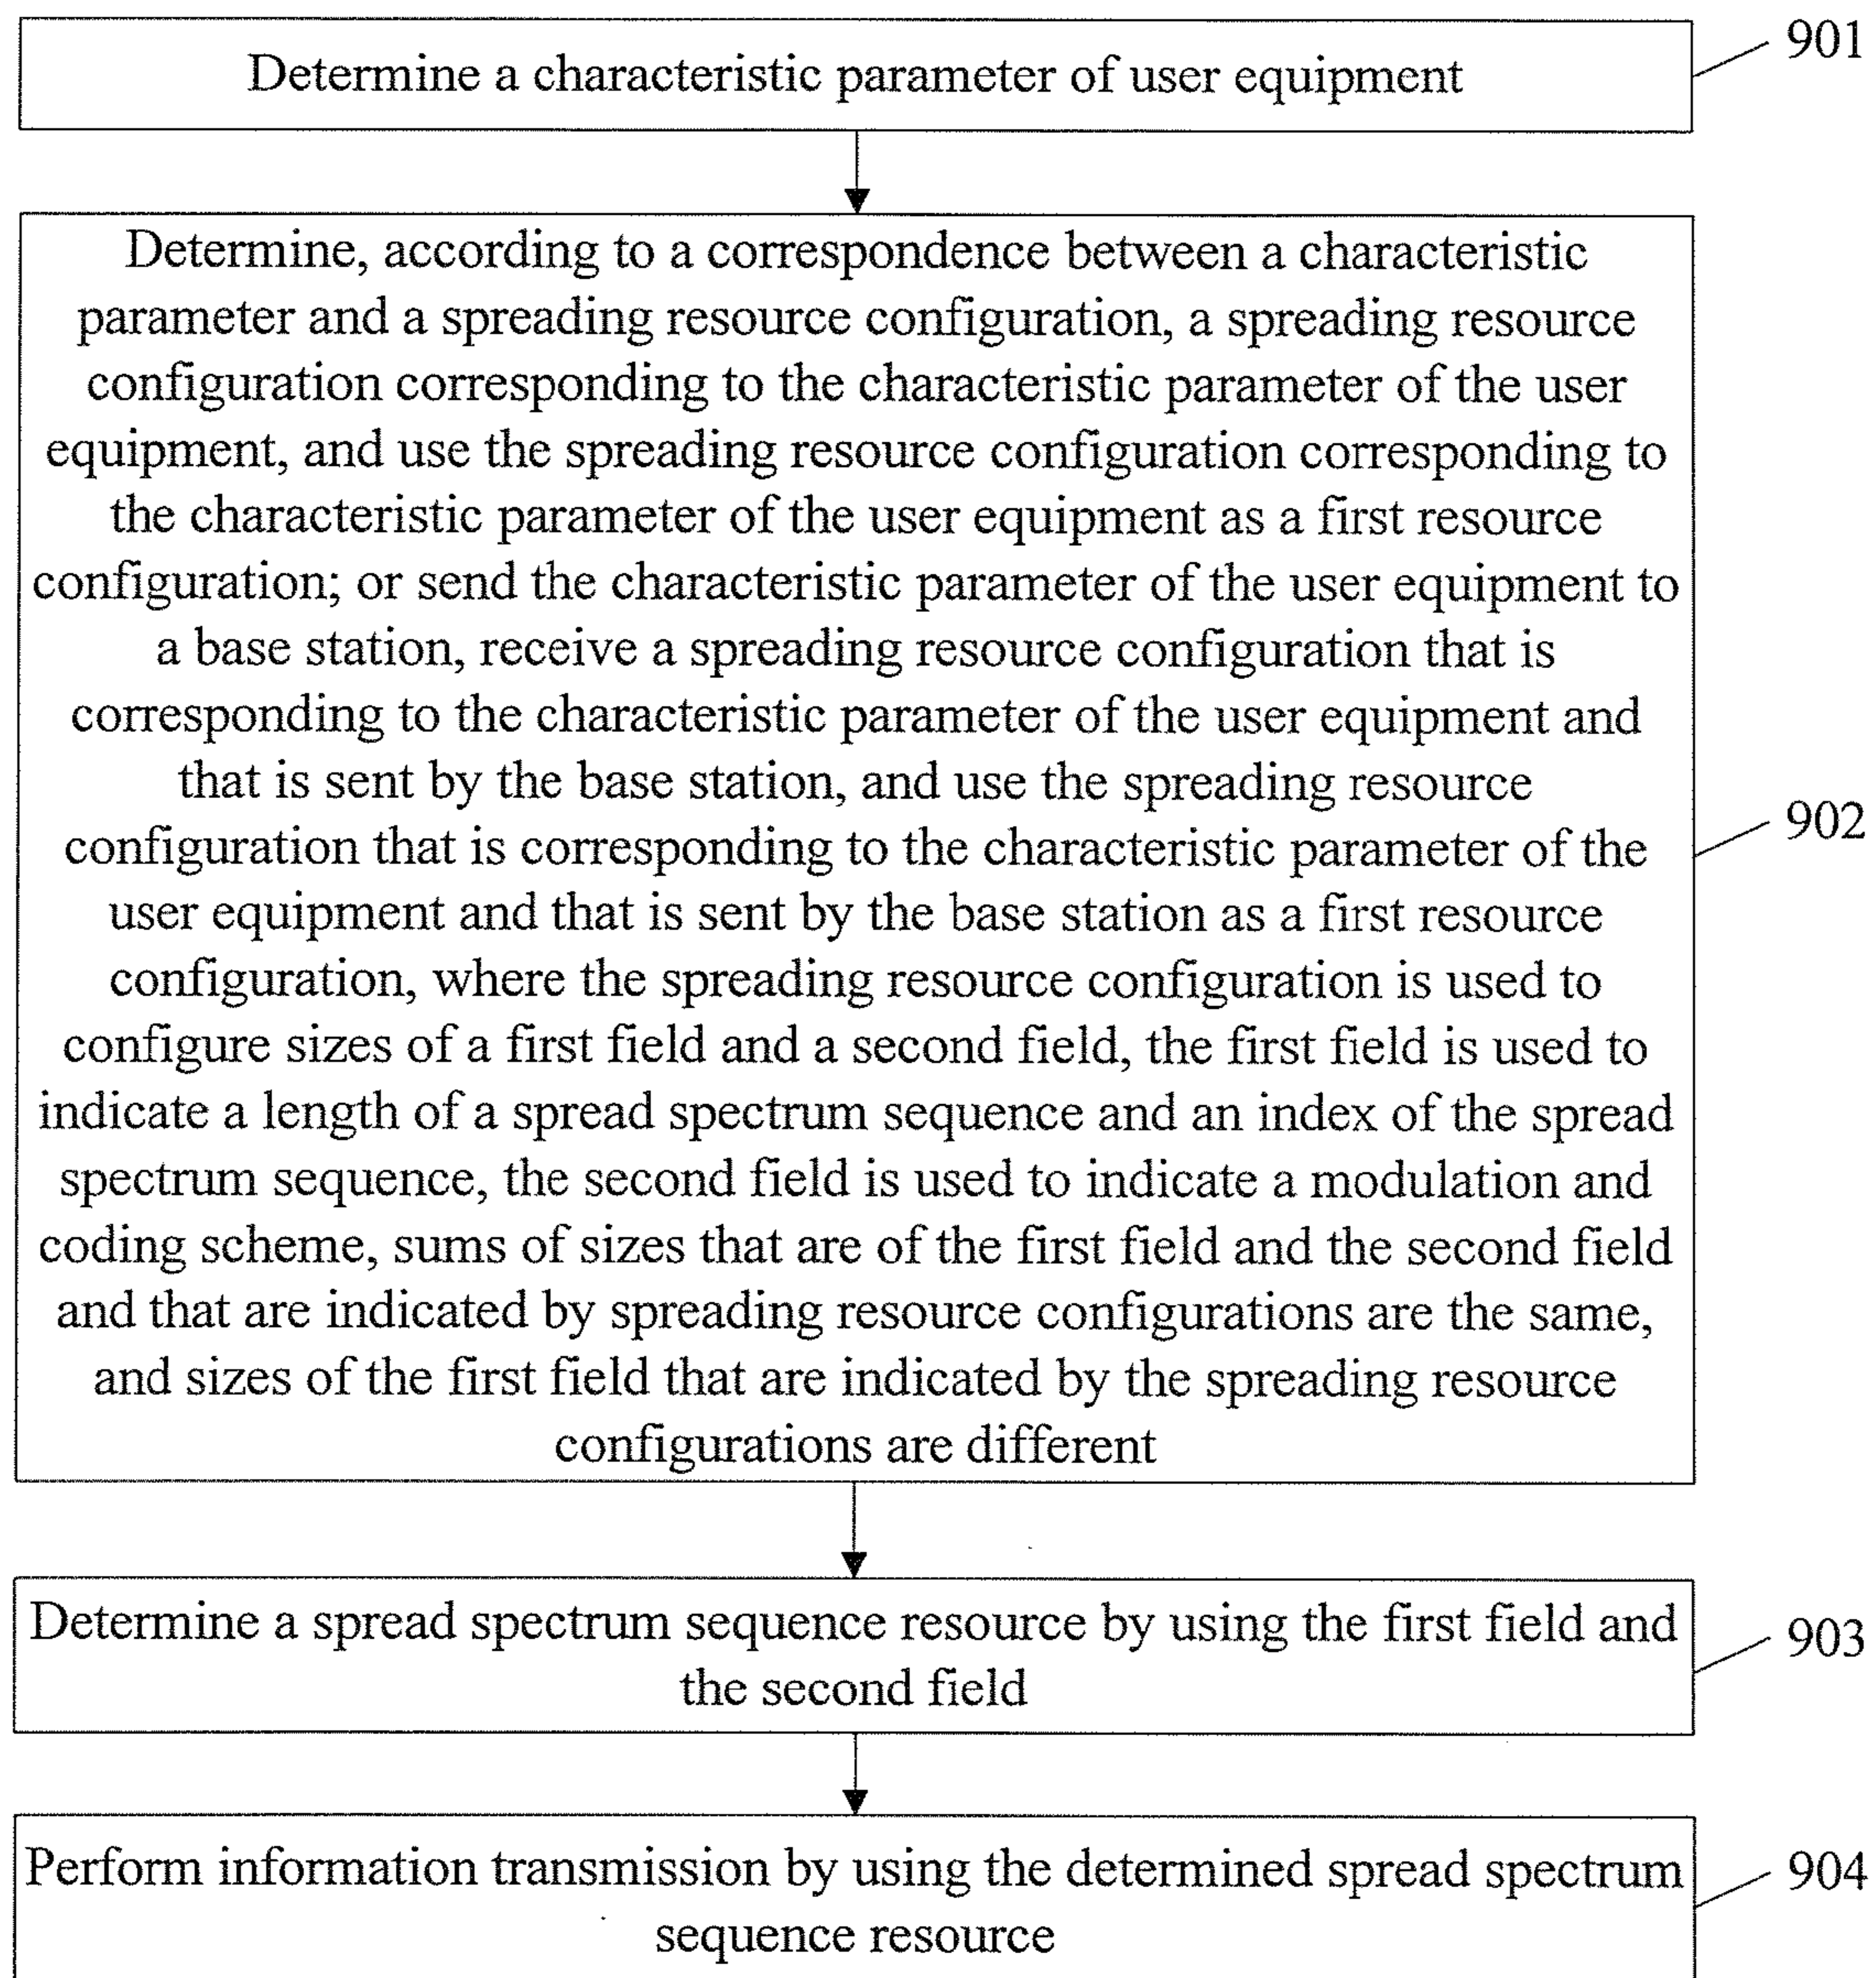 Determine a characteristic parameter of user equipment
901
Determine, according to a correspondence between a characteristic
parameter and a spreading resource configuration, a spreading resource
configuration corresponding to the characteristic parameter of the user
equipment, and use the spreading resource configuration corresponding to
the characteristic parameter of the user equipment as a first resource
configuration; or send the characteristic parameter of the user equipment to
a base station, receive a spreading resource configuration that is
corresponding to the characteristic parameter of the user equipment and
that is sent by the base station, and use the spreading resource
configuration that is corresponding to the characteristic parameter of the
user equipment and that is sent by the base station as a first resource
configuration, where the spreading resource configuration is used to
configure sizes of a first field and a second field, the first field is used to
indicate a length of a spread spectrum sequence and an index of the spread
spectrum sequence, the second field is used to indicate a modulation and
coding scheme, sums of sizes that are of the first field and the second field
and that are indicated by spreading resource configurations are the same,
and sizes of the first field that are indicated by the spreading resource
configurations are different
902
Determine a spread spectrum sequence resource by using the first field and
the second field
903
Perform information transmission by using the determined spread spectrum
sequence resource
904